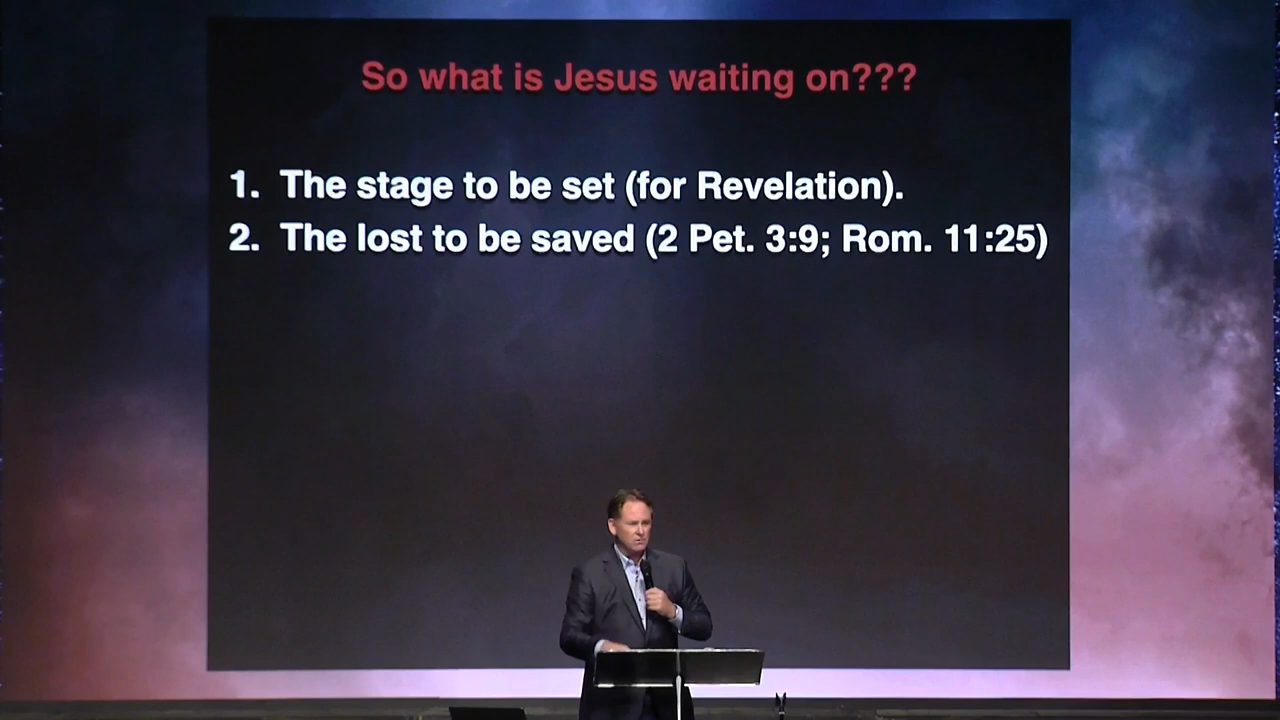 So what is Jesus waiting on???
1. The stage to be set (for Revelation).
2. The lost to be saved (2 Pet. 3:9; Rom. 11:25)